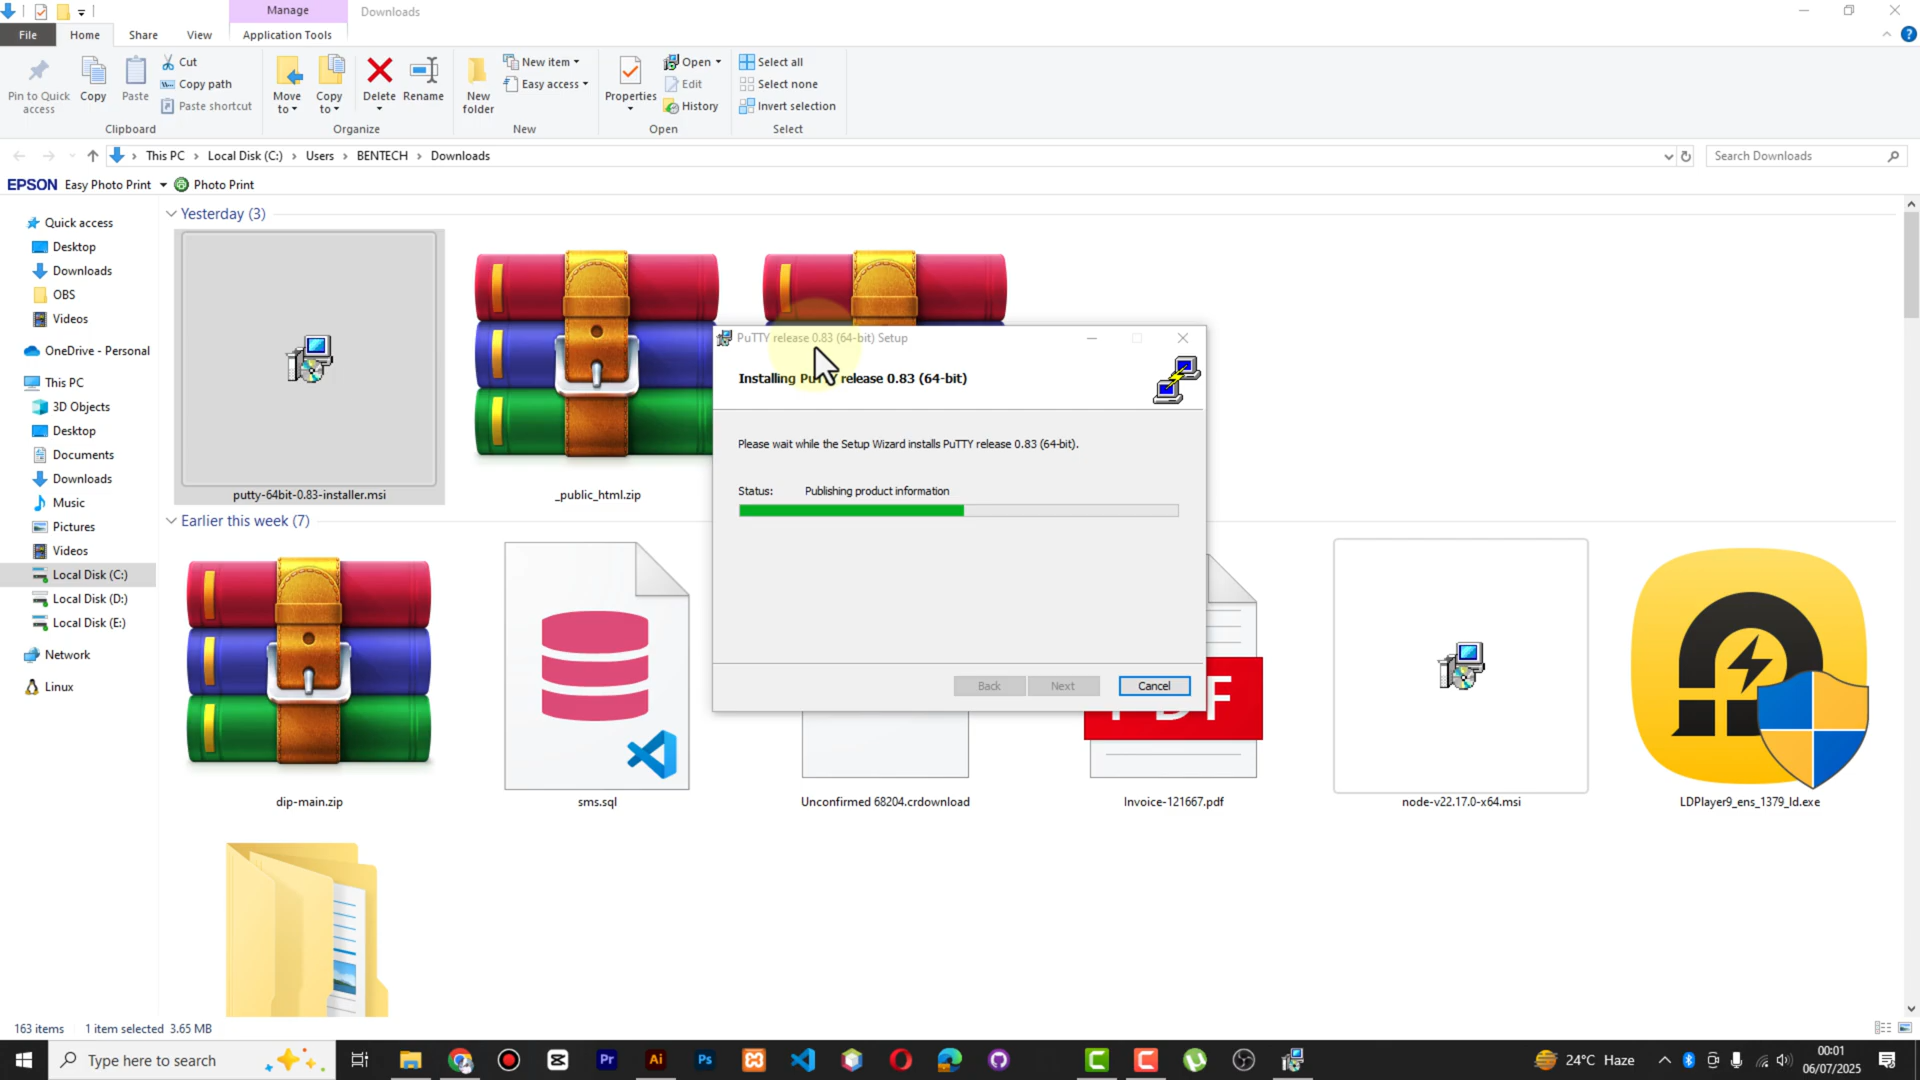 Manage
Downloads
File
Home
Share
View
Application Tools
Pin to Quick access
Copy
Paste
Cut
Copy path
Paste shortcut
Clipboard
Move to
Copy to
Delete
Rename
Organize
New folder
New item
Easy access
New
Properties
Open
Edit
History
Open
Select all
Select none
Invert selection
Select
This PC > Local Disk (C:) > Users > BENTECH > Downloads
Search Downloads
EPSON Easy Photo Print
Photo Print
Quick access
Desktop
Downloads
OBS
Videos
OneDrive - Personal
This PC
3D Objects
Desktop
Documents
Downloads
Music
Pictures
Videos
Local Disk (C:)
Local Disk (D:)
Local Disk (E:)
Network
Linux
Yesterday (3)
putty-64bit-0.83-installer.msi
_public_html.zip
Earlier this week (7)
dip-main.zip
sms.sql
Unconfirmed 68204.crdownload
Invoice-121667.pdf
node-v22.17.0-x64.msi
LDPlayer9_ens_1379_ld.exe
PuTTY release 0.83 (64-bit) Setup
Installing PuTTY release 0.83 (64-bit)
Please wait while the Setup Wizard installs PuTTY release 0.83 (64-bit).
Status: Publishing product information
Back
Next
Cancel
163 items
1 item selected 3.65 MB
Type here to search
Pr
Ai
Ps
24°C Haze
00:01
06/07/2025